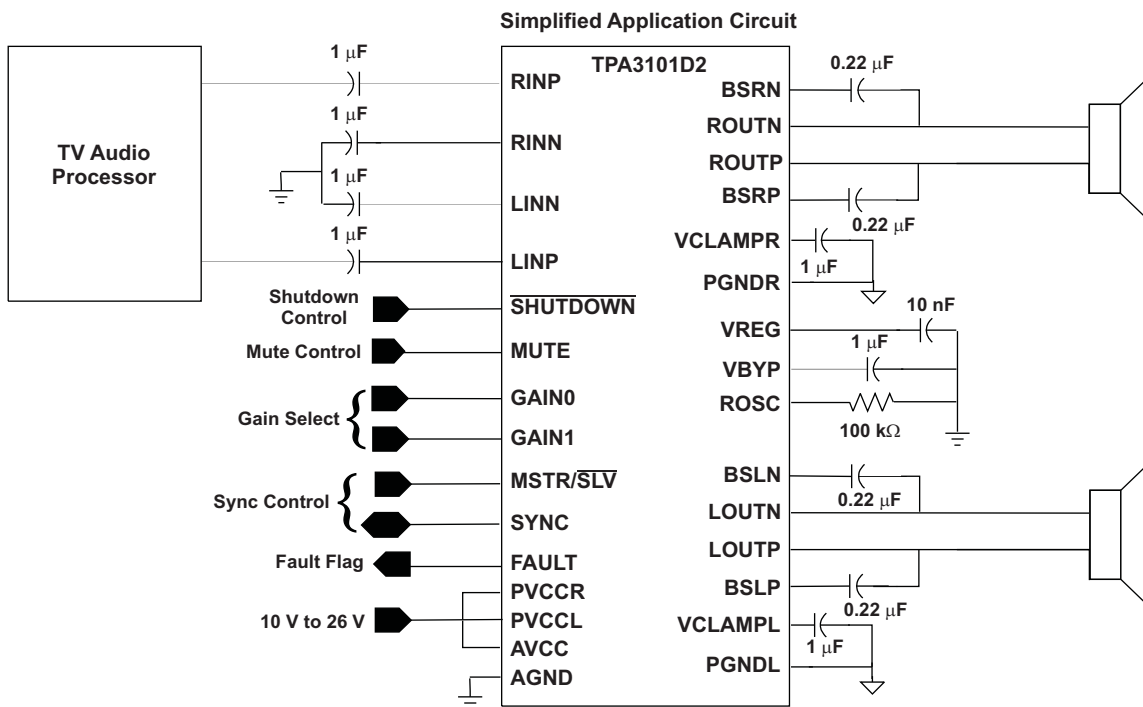 Simplified Application Circuit
TPA3101D2
TV Audio
Processor
1 μF
1 μF
1 μF
1 μF
RINP
RINN
LINN
LINP
Shutdown
Control
SHUTDOWN
Mute Control
MUTE
Gain Select
GAIN0
GAIN1
Sync Control
MSTR/SLV
SYNC
Fault Flag
FAULT
10 V to 26 V
PVCCR
PVCCL
AVCC
AGND
BSRN
0.22 μF
ROUTN
ROUTP
BSRP
0.22 μF
VCLAMPR
1 μF
PGNDR
VREG
10 nF
VBYP
1 μF
ROSC
100 kΩ
BSLN
0.22 μF
LOUTN
LOUTP
BSLP
0.22 μF
VCLAMPL
1 μF
PGNDL